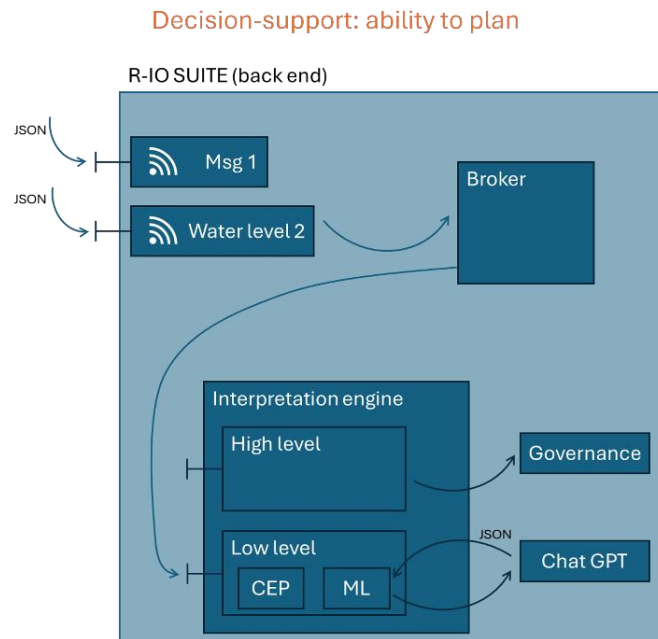 Decision-support: ability to plan
R-IO SUITE (back end)
JSON
Msg 1
JSON
Water level 2
Broker
Interpretation engine
High level
Governance
Low level
JSON
CEP
ML
Chat GPT